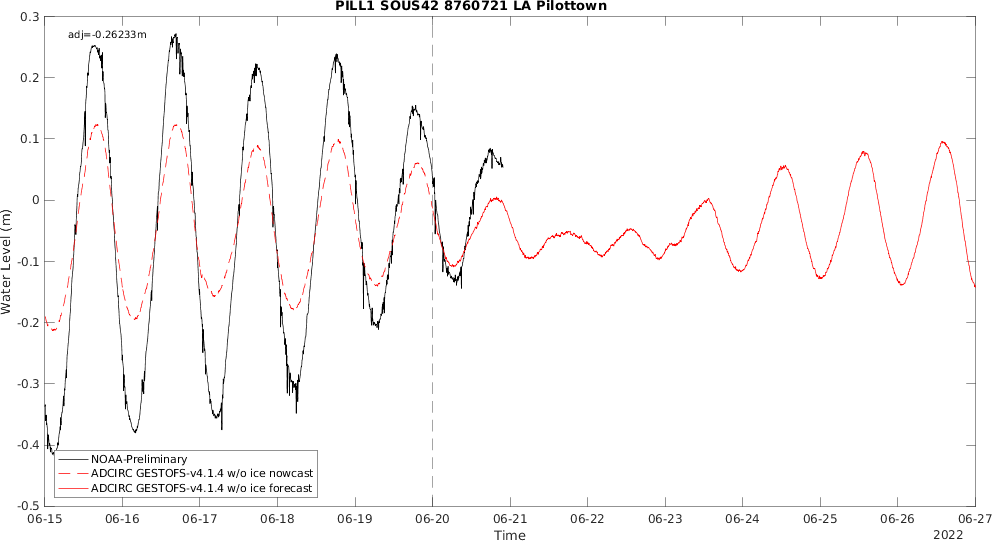 PILL1 SOUS42 8760721 LA Pilottown
adj=-0.26233m
0.3
0.2
0.1
0
-0.1
-0.2
-0.3
-0.4
-0.5
Water Level (m)
NOAA-Preliminary
ADCIRC GESTOFS-v4.1.4 w/o ice nowcast
ADCIRC GESTOFS-v4.1.4 w/o ice forecast
06-15 06-16 06-17 06-18 06-19 06-20 06-21 06-22 06-23 06-24 06-25 06-26 06-27
Time
2022